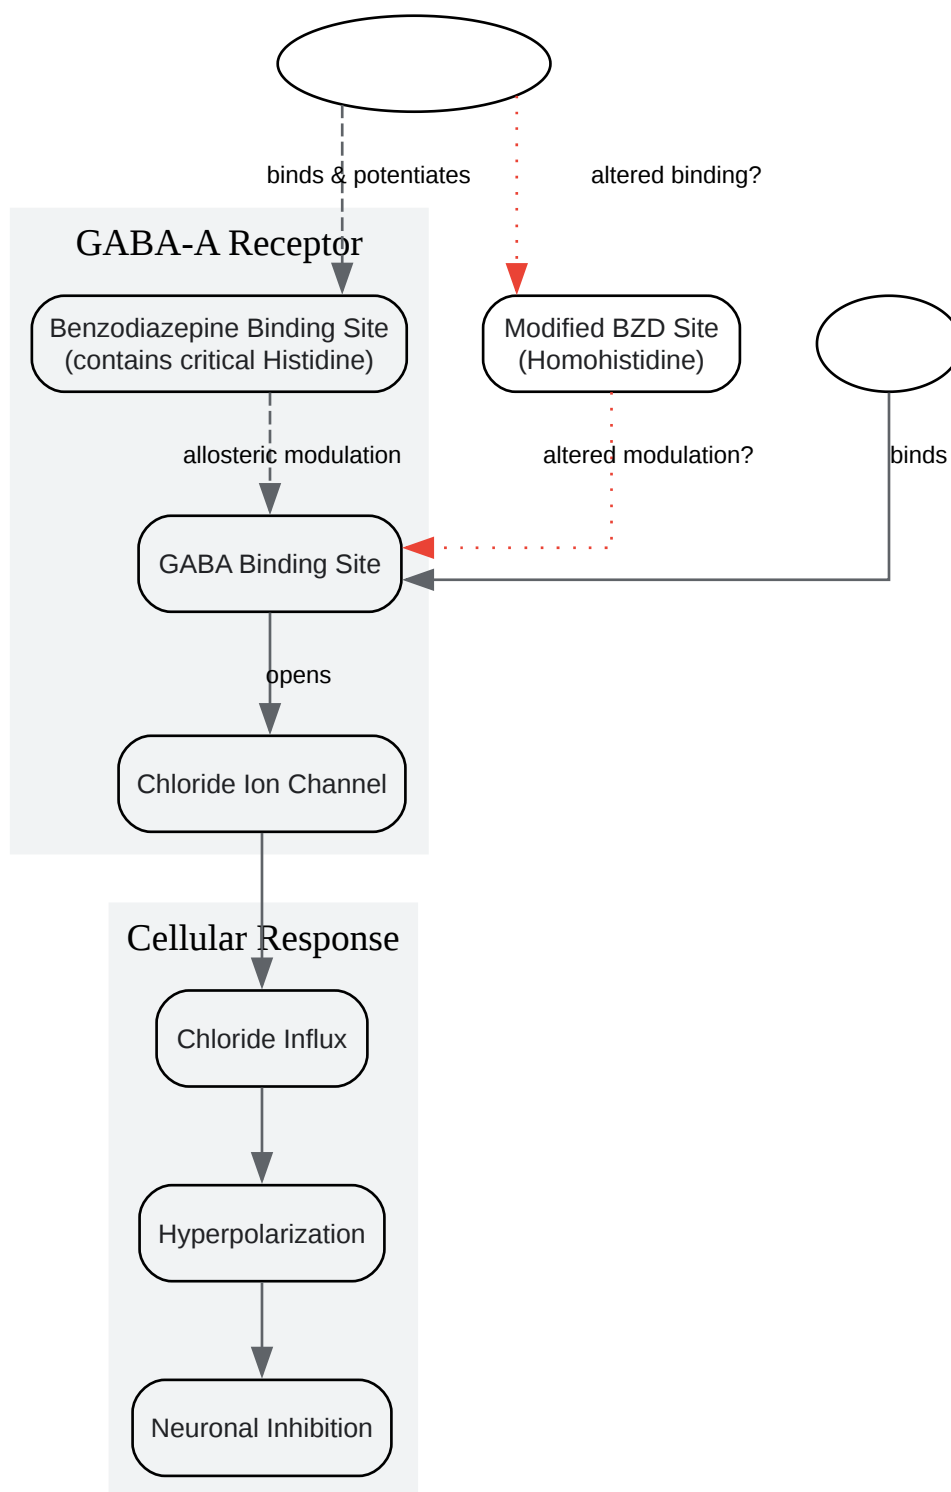 binds & potentiates
altered binding?
GABA-A Receptor
Benzodiazepine Binding Site
(contains critical Histidine)
Modified BZD Site
(Homohistidine)
allosteric modulation
altered modulation?
binds
GABA Binding Site
opens
Chloride Ion Channel
Cellular Response
Chloride Influx
Hyperpolarization
Neuronal Inhibition